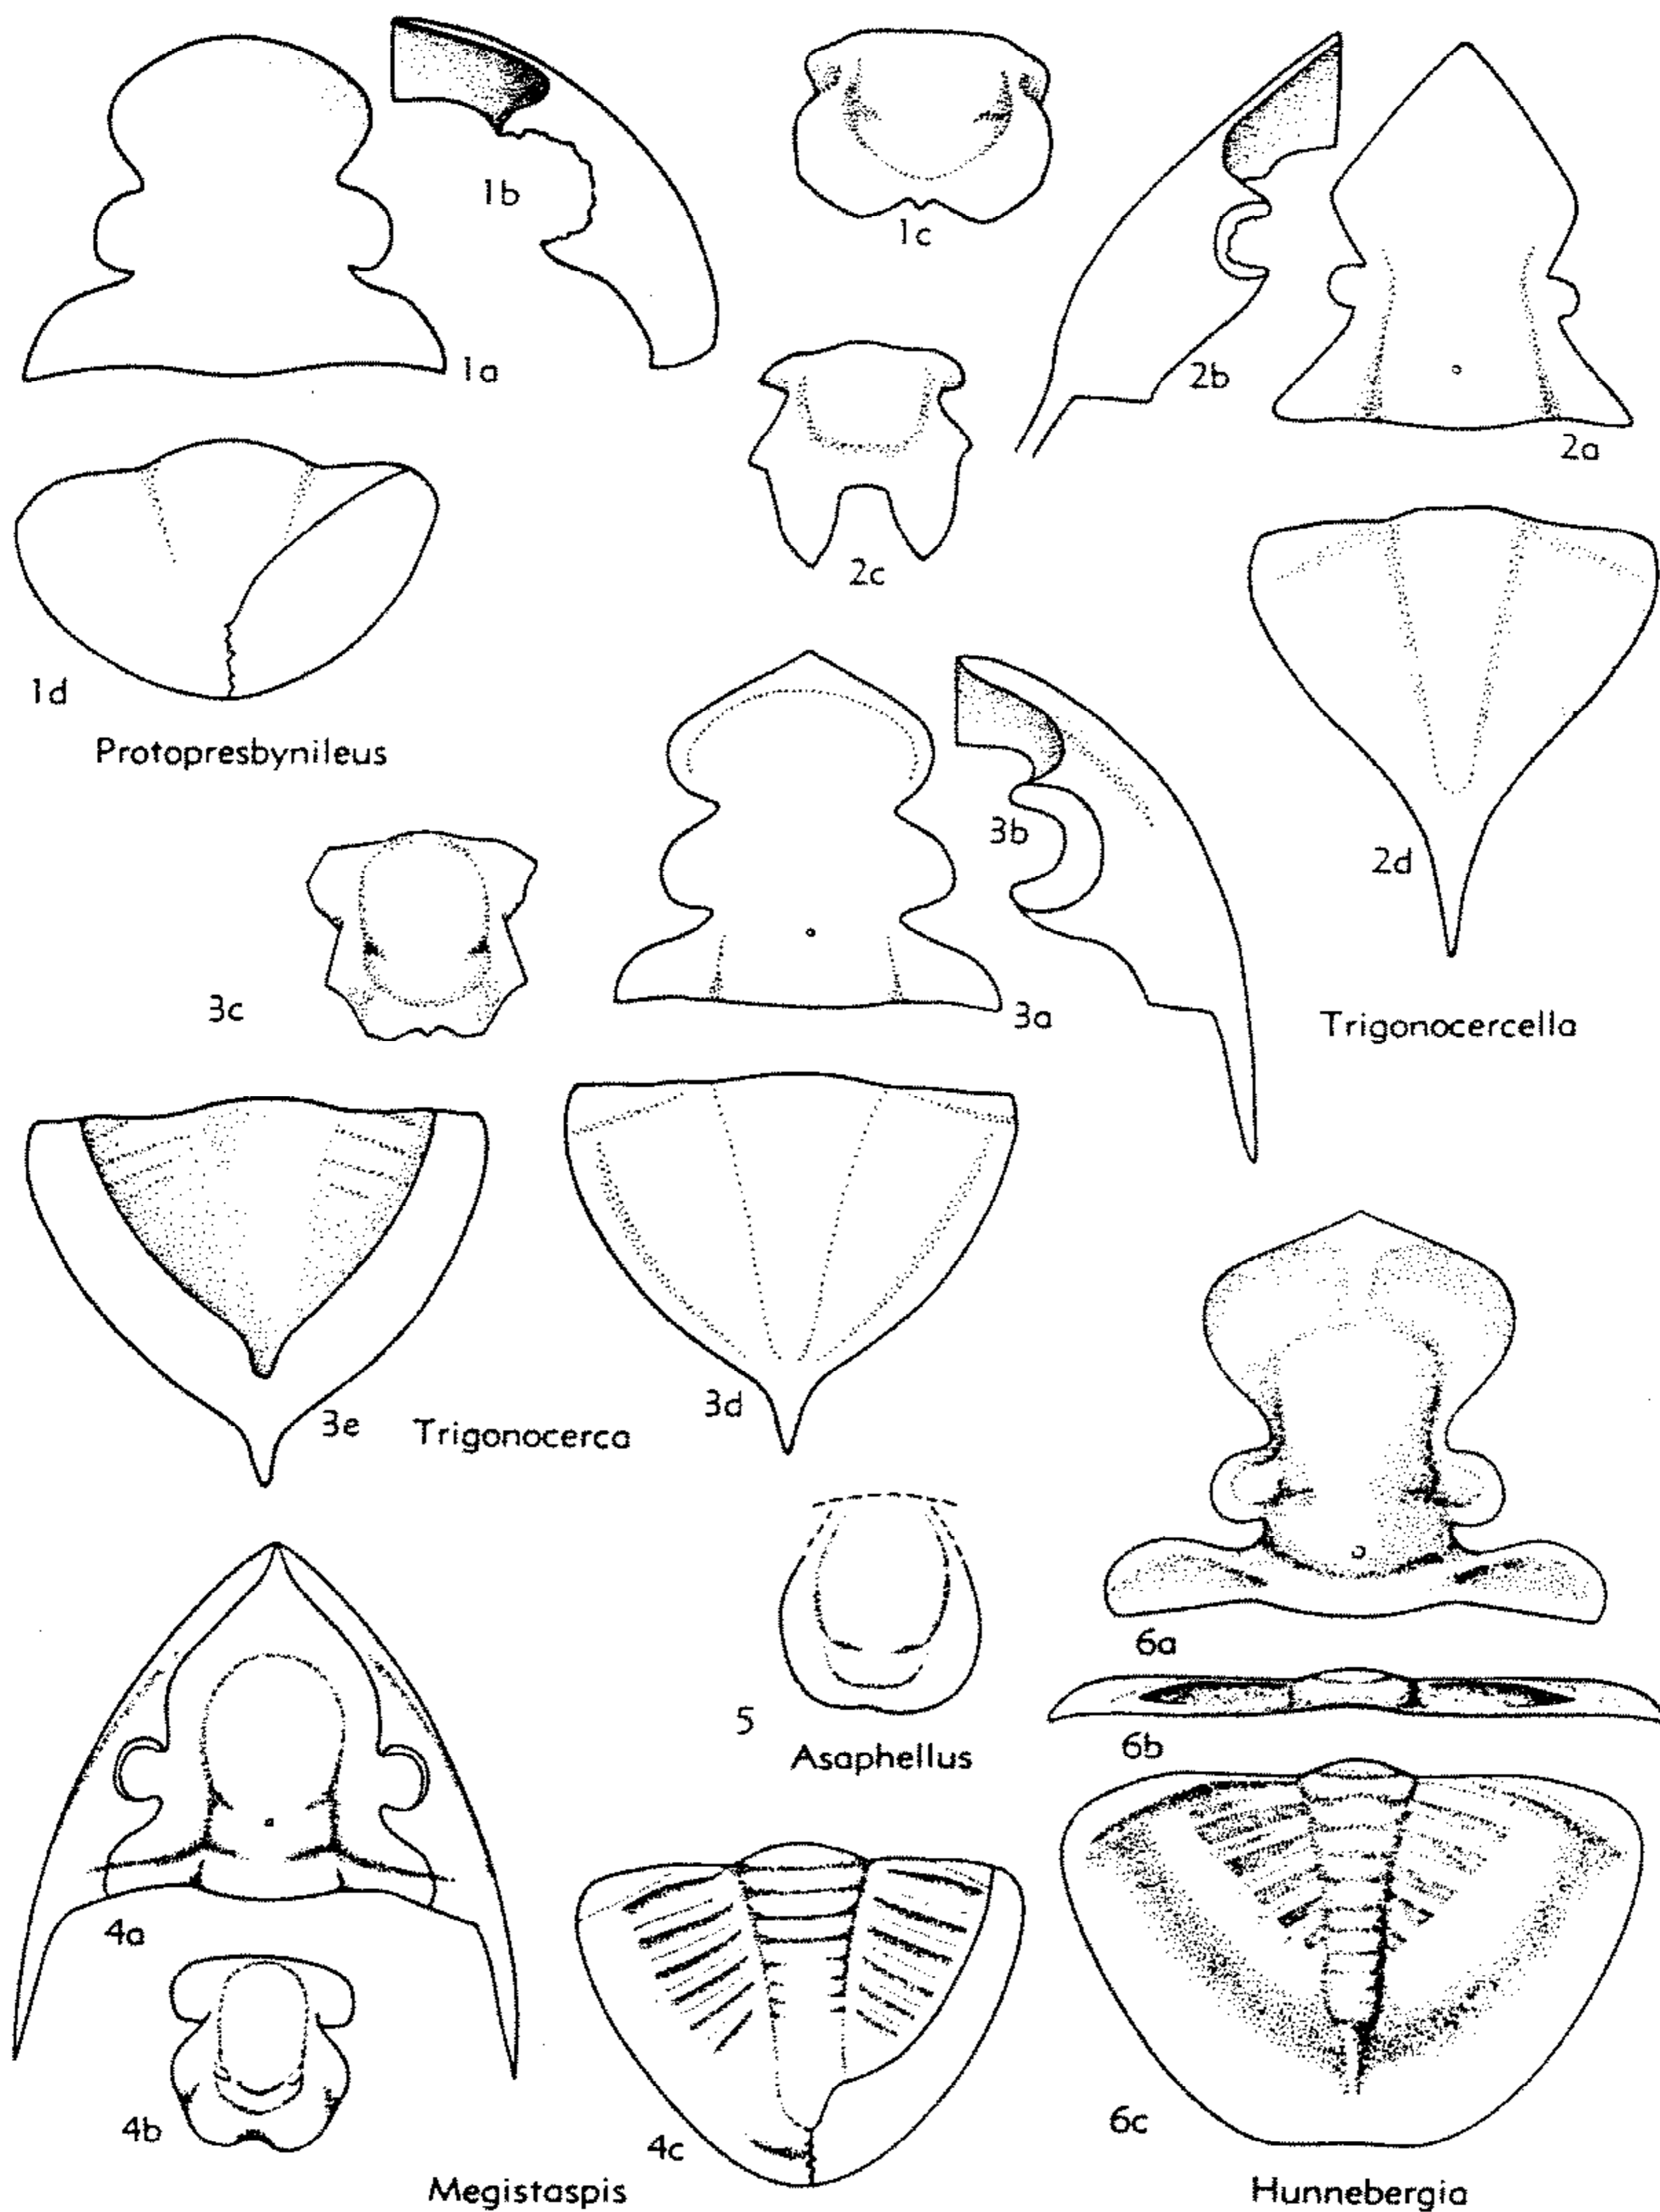 1a
1b
1c
2b
2a
2c
1d
Protopresbynileus
3b
2d
3c
3a
Trigonocercella
3e
3d
Trigonocerca
6a
5
Asaphellus
6b
4a
4b
4c
6c
Megistaspis
Hunnebergia